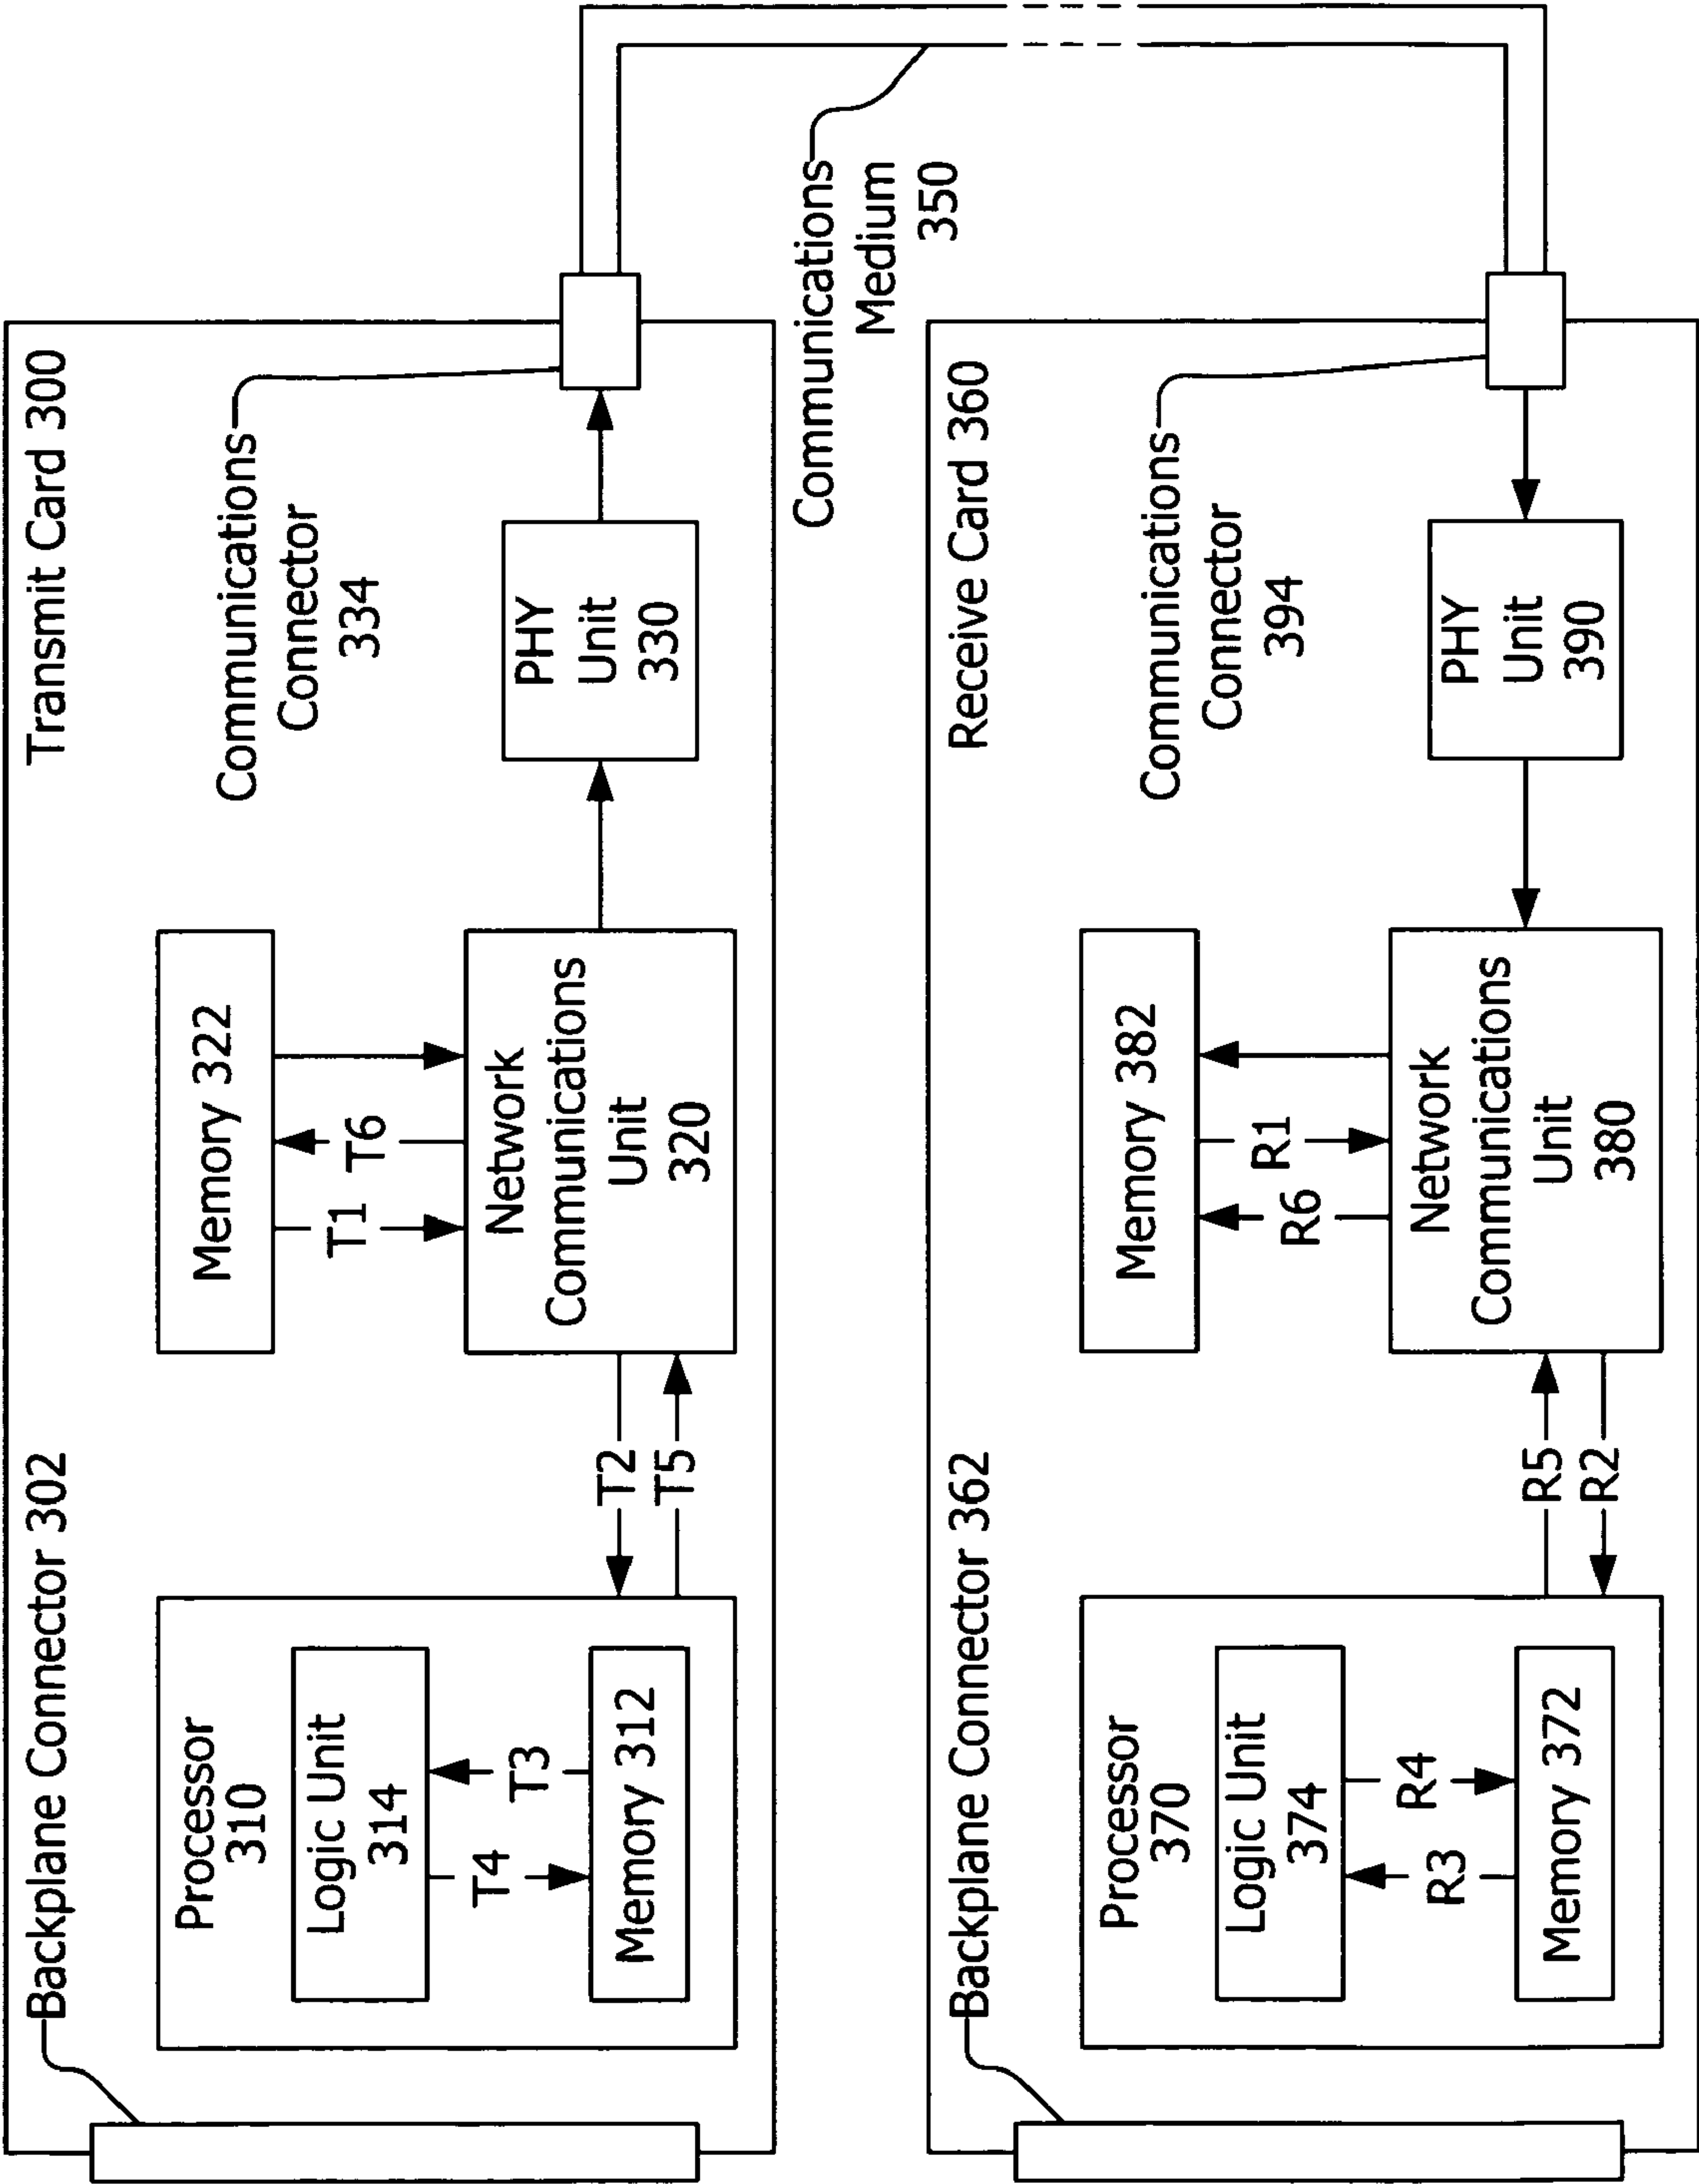 Transmit Card 300
Backplane Connector 302
Processor
310
Logic Unit
314
T4
T3
Memory 312
T2
T5
Memory 322
T1
T6
Network
Communications
Unit
320
Communications
Connector
334
PHY
Unit
330
Communications
Medium
350
Receive Card 360
Backplane Connector 362
Processor
370
Logic Unit
374
R3
R4
Memory 372
R5
R2
Memory 382
R6
R1
Network
Communications
Unit
380
Communications
Connector
394
PHY
Unit
390